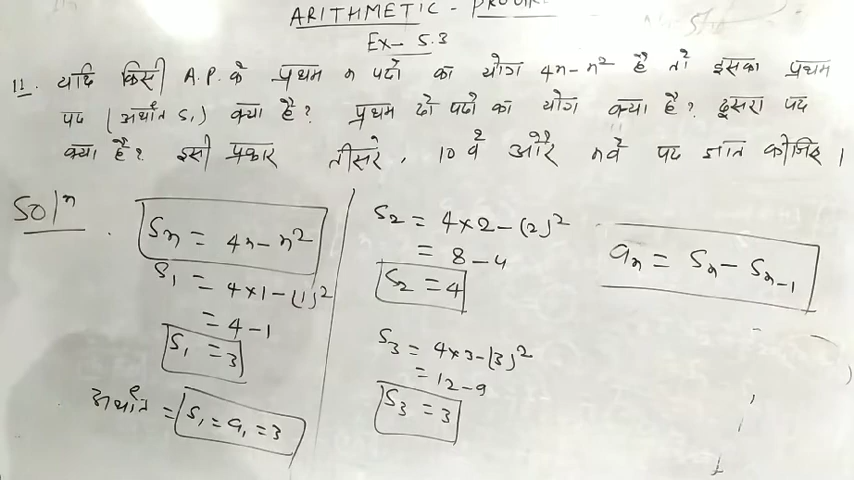 ARITHMETIC -
Ex- 5.3
11. यदि किसी A.P. के प्रथम n पदों का योग 4n-n² है तो इसका प्रथम
पद (अर्थात S₁) क्या है? प्रथम दो पदों का योग क्या है? दूसरा पद
क्या है? इसी प्रकार तीसरे, 10 वें और nवें पद ज्ञात कीजिए।
Solⁿ
Sn = 4n-n²
S₁ = 4×1-(1)²
= 4-1
S₁ = 3
अर्थात = S₁ = a₁ = 3
S₂ = 4×2-(2)²
= 8-4
S₂ = 4
S₃ = 4×3-(3)²
= 12-9
S₃ = 3
aₙ = Sₙ - Sₙ₋₁